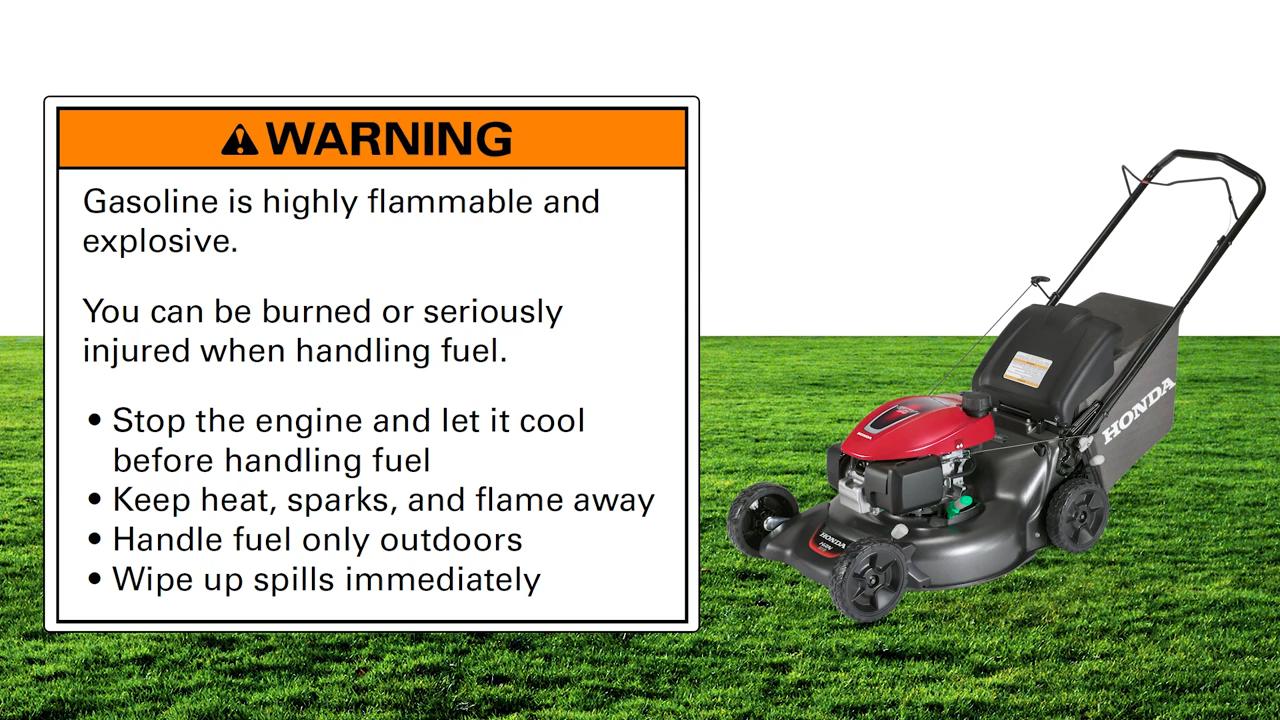 WARNING
Gasoline is highly flammable and
explosive.
You can be burned or seriously
injured when handling fuel.
• Stop the engine and let it cool
before handling fuel
• Keep heat, sparks, and flame away
• Handle fuel only outdoors
• Wipe up spills immediately
HONDA
HONDA